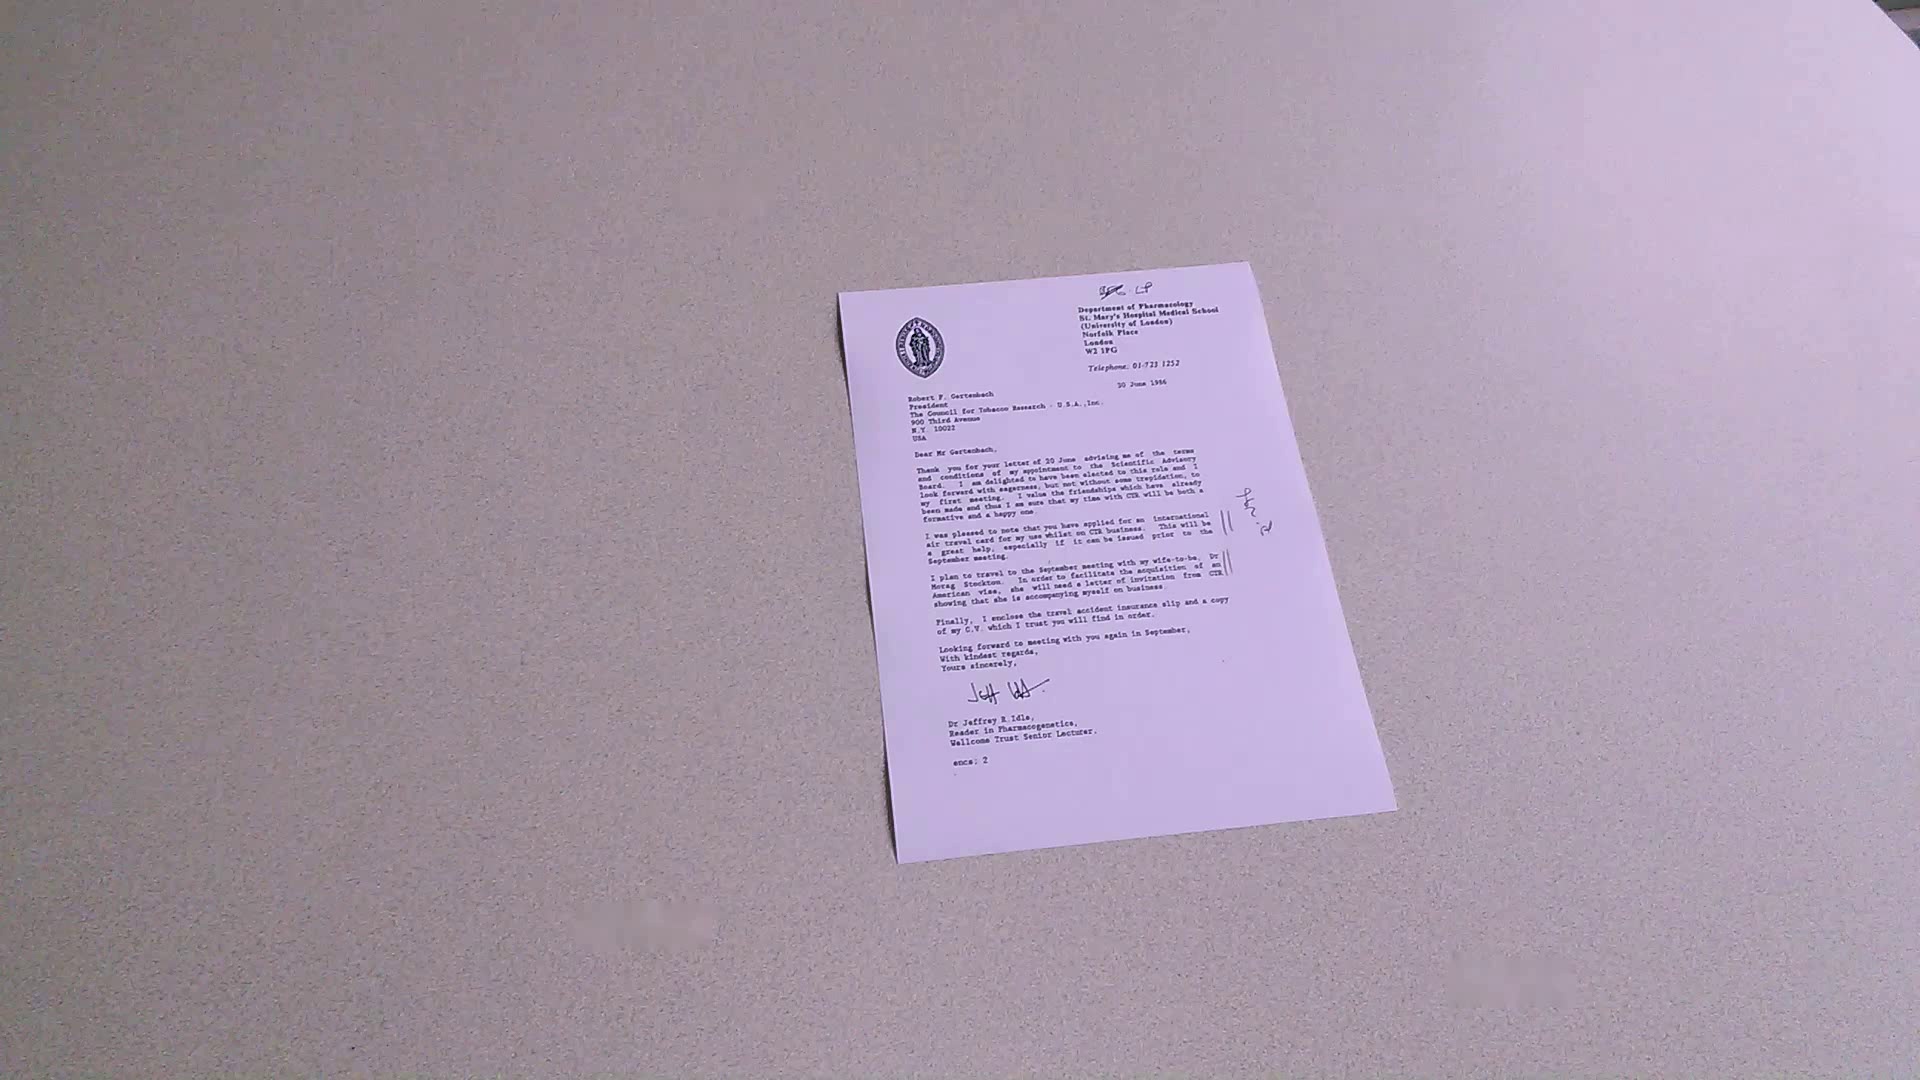 LP
Department of Pharmacology
St. Mary's Hospital Medical School
(University of London)
Norfolk Place
London
W2 1PG
Telephone: 01-723 1252
30 June 1986
Robert F. Gertenbach
President
The Council for Tobacco Research - U.S.A.,Inc.
900 Third Avenue
N.Y. 10022
USA
Dear Mr Gertenbach,
Thank you for your letter of 20 June advising me of the terms
and conditions of my appointment to the Scientific Advisory
Board. I am delighted to have been elected to this role and I
look forward with eagerness, but not without some trepidation, to
my first meeting. I value the friendships which have already
been made and thus I am sure that my time with CTR will be both a
formative and a happy one.
I was pleased to note that you have applied for an international
air travel card for my use whilst on CTR business. This will be
a great help, especially if it can be issued prior to the
September meeting.
I plan to travel to the September meeting with my wife-to-be, Dr
Morag Stockton. In order to facilitate the acquisition of an
American visa, she will need a letter of invitation from CTR
showing that she is accompanying myself on business.
Finally, I enclose the travel accident insurance slip and a copy
of my C.V. which I trust you will find in order.
Looking forward to meeting with you again in September,
With kindest regards,
Yours sincerely,
Dr Jeffrey R.Idle,
Reader in Pharmacogenetics,
Wellcome Trust Senior Lecturer.
encs; 2